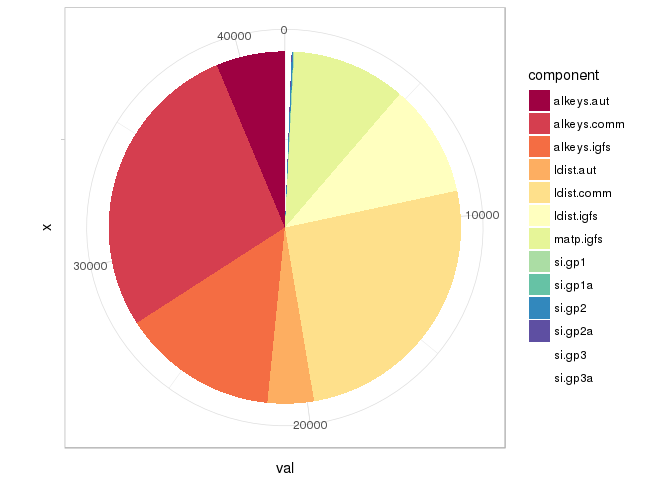 0
40000
10000
30000
20000
x
val
component
alkeys.aut
alkeys.comm
alkeys.igfs
ldist.aut
ldist.comm
ldist.igfs
matp.igfs
si.gp1
si.gp1a
si.gp2
si.gp2a
si.gp3
si.gp3a